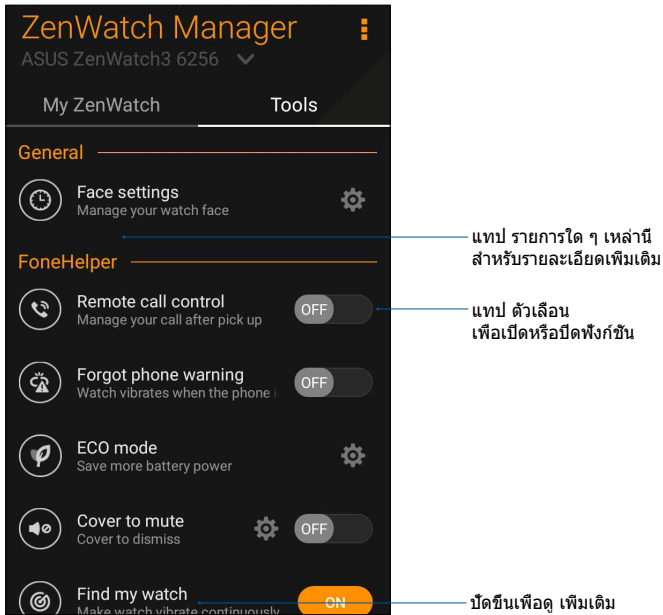 ZenWatch Manager
ASUS ZenWatch3 6256
My ZenWatch
Tools
General
Face settings
Manage your watch face
แทป รายการใด ๆ เหล่านี้
สำหรับรายละเอียดเพิ่มเติม
FoneHelper
Remote call control
Manage your call after pick up
OFF
แทป ตัวเลือน
เพื่อเปิดหรือปิดฟังก์ชัน
Forgot phone warning
Watch vibrates when the phone
OFF
ECO mode
Save more battery power
Cover to mute
Cover to dismiss
OFF
Find my watch
Make watch vibrate continuously
ON
ปัดขึ้นเพื่อดู เพิ่มเติม